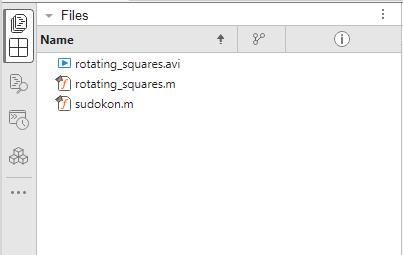 Files
Name
rotating_squares.avi
rotating_squares.m
sudokon.m